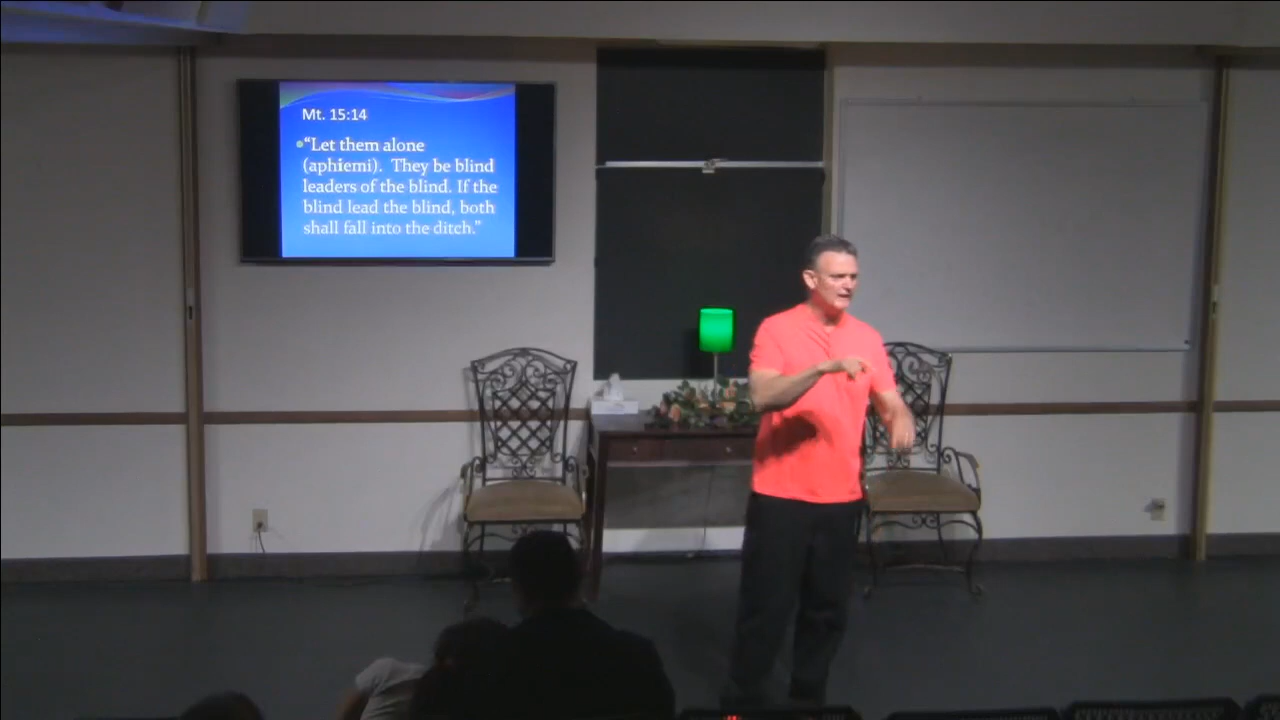 Mt. 15:14
•“Let them alone
(aphiemi).  They be blind
leaders of the blind. If the
blind lead the blind, both
shall fall into the ditch.”